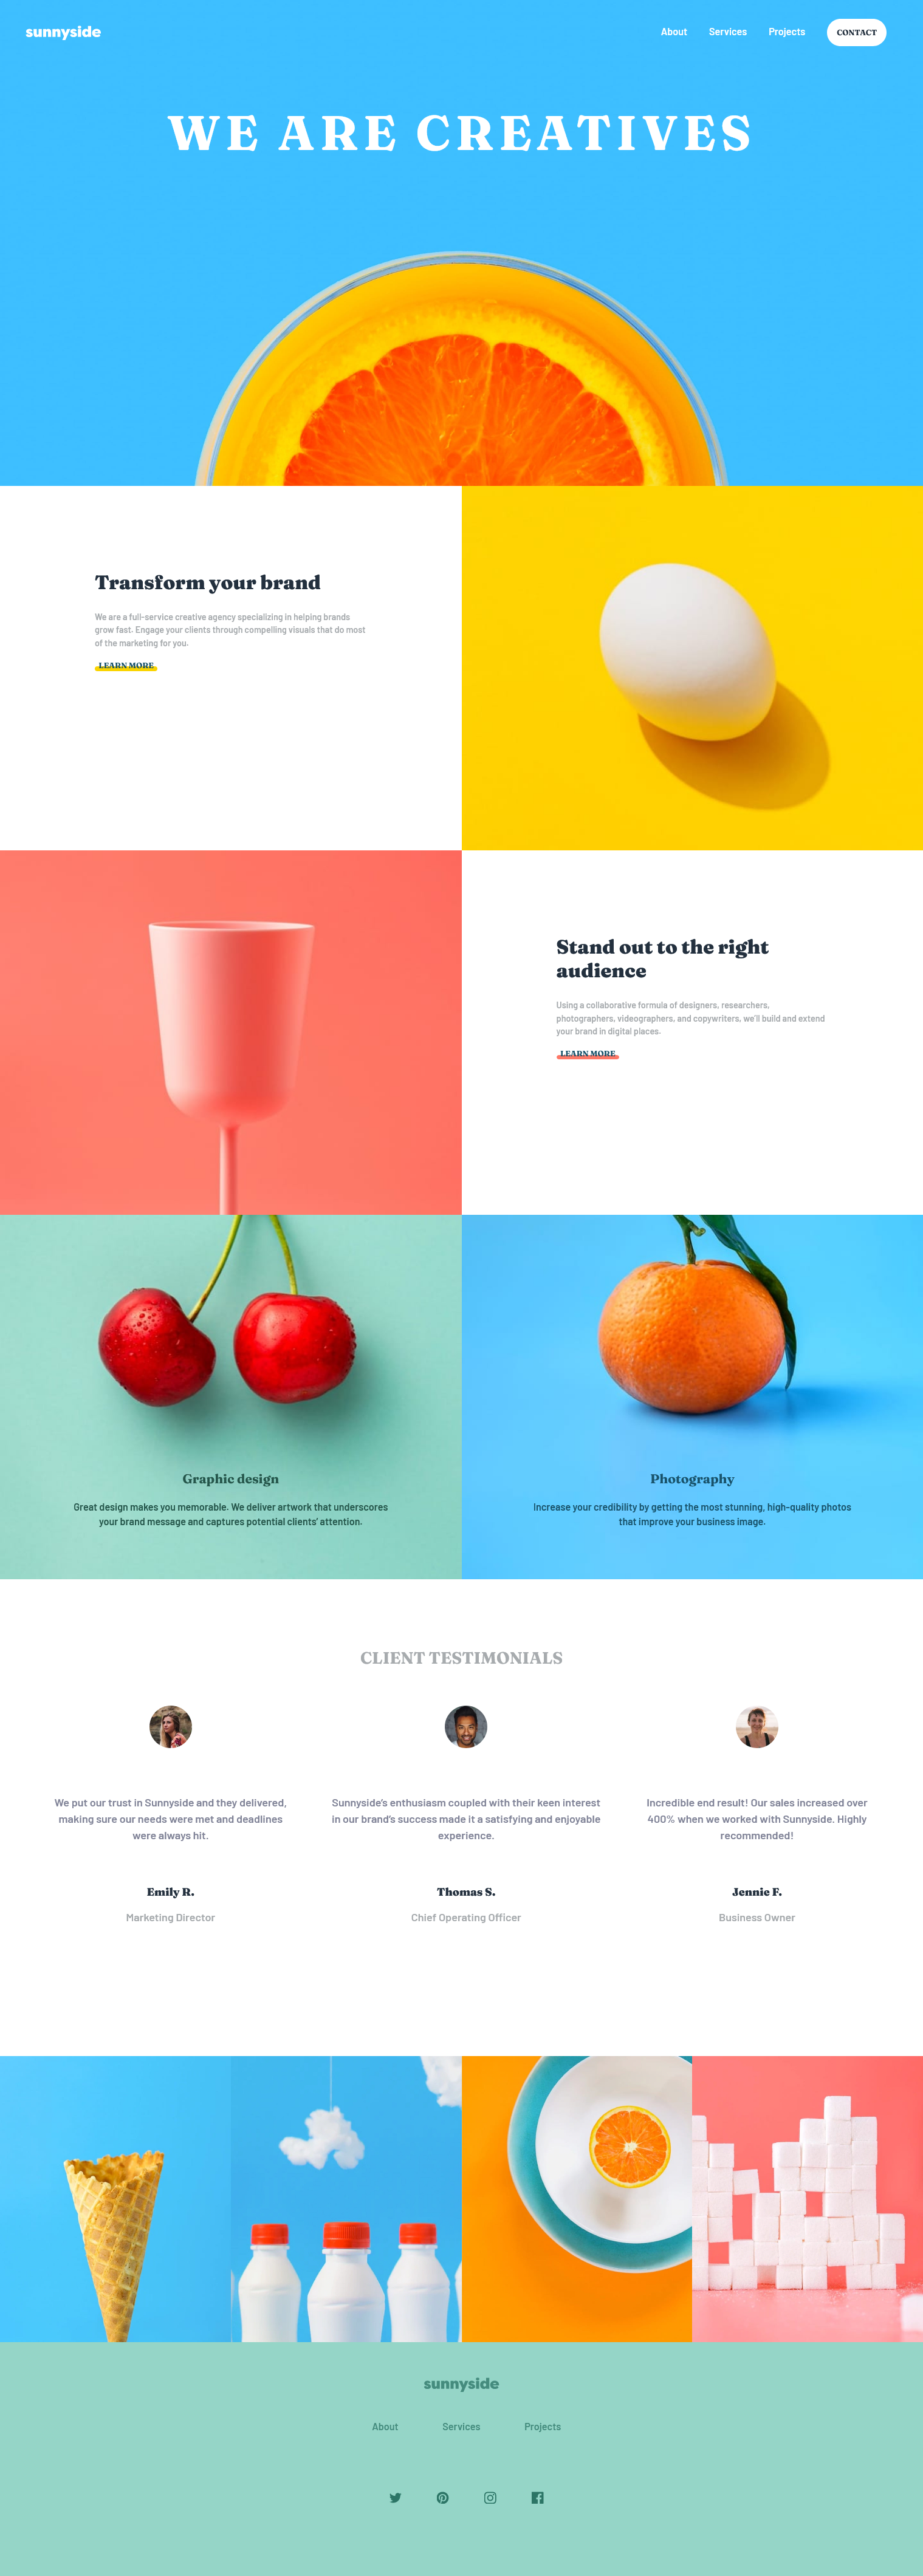 sunnyside
About Services Projects CONTACT
WE ARE CREATIVES
Transform your brand
We are a full-service creative agency specializing in helping brands
grow fast. Engage your clients through compelling visuals that do most
of the marketing for you.
LEARN MORE
Stand out to the right
audience
Using a collaborative formula of designers, researchers,
photographers, videographers, and copywriters, we'll build and extend
your brand in digital places.
LEARN MORE
Graphic design
Great design makes you memorable. We deliver artwork that underscores
your brand message and captures potential clients' attention.
Photography
Increase your credibility by getting the most stunning, high-quality photos
that improve your business image.
CLIENT TESTIMONIALS
We put our trust in Sunnyside and they delivered,
making sure our needs were met and deadlines
were always hit.
Emily R.
Marketing Director
Sunnyside's enthusiasm coupled with their keen interest
in our brand's success made it a satisfying and enjoyable
experience.
Thomas S.
Chief Operating Officer
Incredible end result! Our sales increased over
400% when we worked with Sunnyside. Highly
recommended!
Jennie F.
Business Owner
sunnyside
About Services Projects